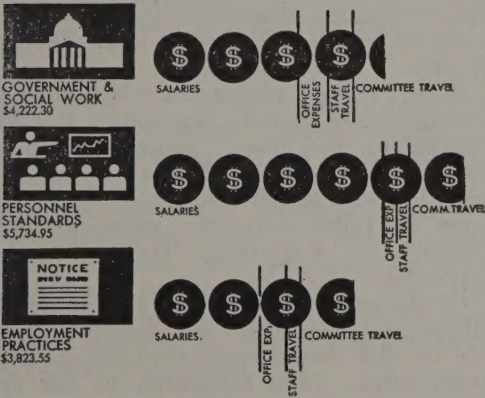 GOVERNMENT &
SOCIAL WORK
$4,222.30
$ $ $ $
SALARIES
OFFICE
EXPENSES
STAFF
TRAVEL
COMMITTEE TRAVEL
PERSONNEL
STANDARDS
$5,734.95
$ $ $ $ $ $
SALARIES
OFFICE EXP.
STAFF TRAVEL
COMM.TRAVEL
NOTICE
EMPLOYMENT
PRACTICES
$3,823.55
$ $ $ $
SALARIES.
OFFICE EXP.
STAFF TRAVEL
COMMITTEE TRAVEL